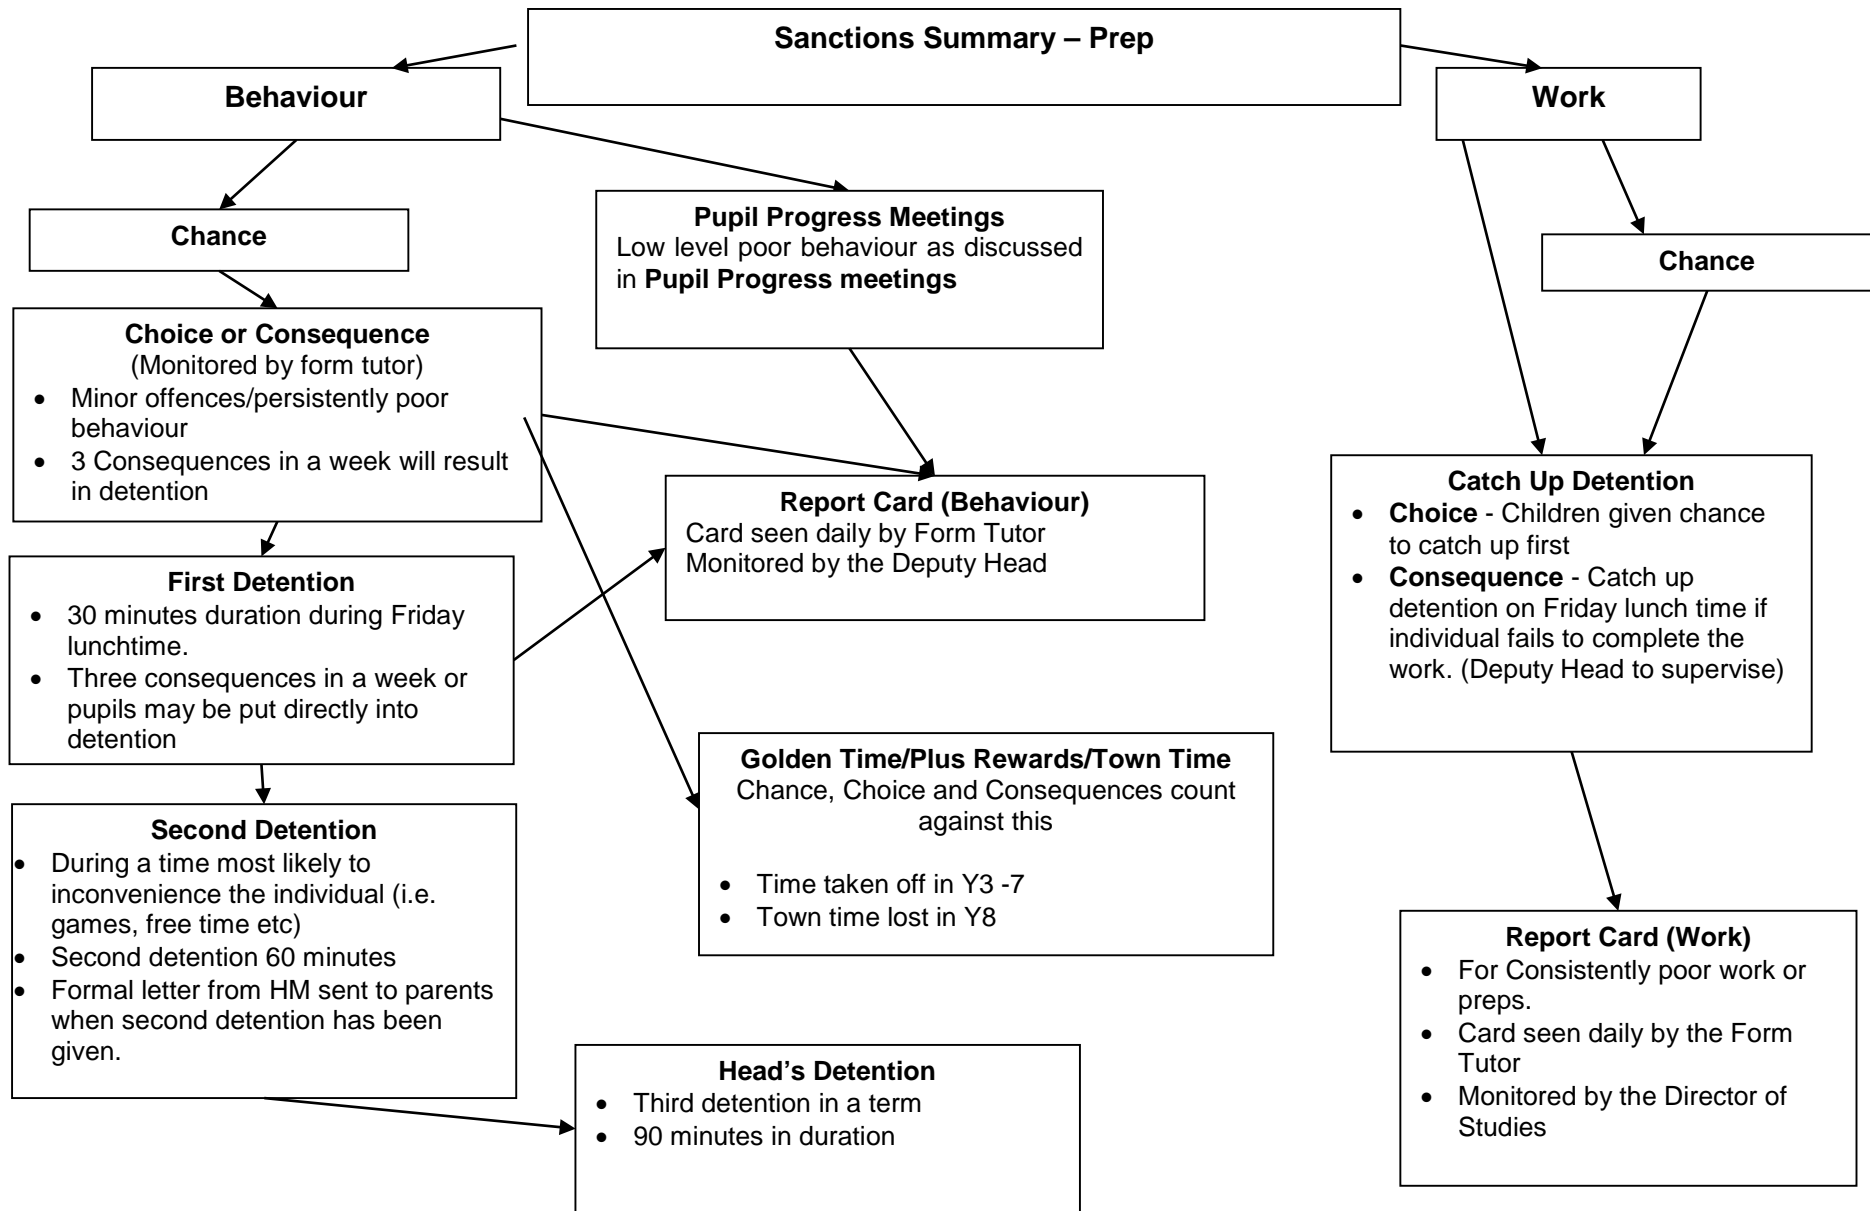 Sanctions Summary – Prep
Behaviour
Work
Chance
Pupil Progress Meetings
Low level poor behaviour as discussed
in Pupil Progress meetings
Chance
Choice or Consequence
(Monitored by form tutor)
• Minor offences/persistently poor
behaviour
• 3 Consequences in a week will result
in detention
Report Card (Behaviour)
Card seen daily by Form Tutor
Monitored by the Deputy Head
Catch Up Detention
• Choice - Children given chance
to catch up first
• Consequence - Catch up
detention on Friday lunch time if
individual fails to complete the
work. (Deputy Head to supervise)
First Detention
• 30 minutes duration during Friday
lunchtime.
• Three consequences in a week or
pupils may be put directly into
detention
Golden Time/Plus Rewards/Town Time
Chance, Choice and Consequences count
against this
• Time taken off in Y3 -7
• Town time lost in Y8
Second Detention
• During a time most likely to
inconvenience the individual (i.e.
games, free time etc)
• Second detention 60 minutes
• Formal letter from HM sent to parents
when second detention has been
given.
Report Card (Work)
• For Consistently poor work or
preps.
• Card seen daily by the Form
Tutor
• Monitored by the Director of
Studies
Head’s Detention
• Third detention in a term
• 90 minutes in duration